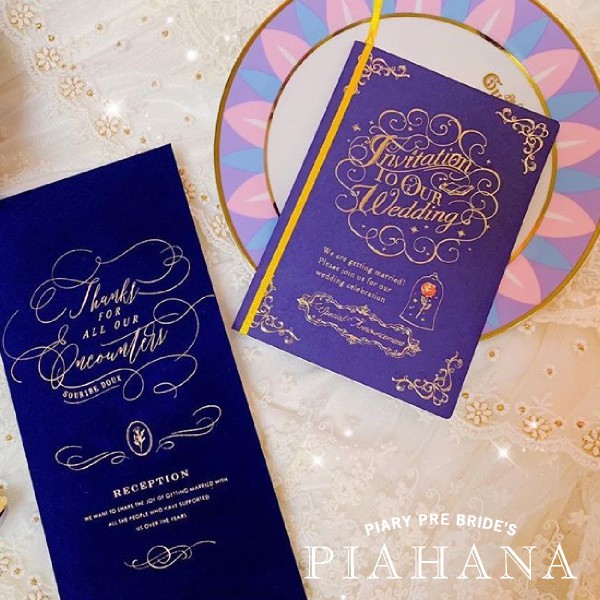 Invitation
TO OUR
Wedding
We are getting married!
Please join us for our
wedding celebration
Special Announcement
Thanks
FOR
ALL OUR
Encounters
SOURIRE DOUX
RECEPTION
WE WANT TO SHARE THE JOY OF GETTING MARRIED WITH
ALL THE PEOPLE WHO HAVE SUPPORTED
US OVER THE YEARS
PIARY PRE BRIDE'S
PIAHANA